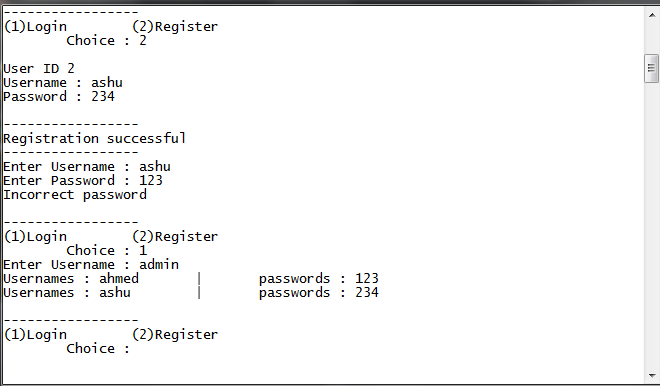 -----------------
(1)Login        (2)Register
        Choice : 2
User ID 2
Username : ashu
Password : 234
-----------------
Registration successful
-----------------
Enter Username : ashu
Enter Password : 123
Incorrect password
-----------------
(1)Login        (2)Register
        Choice : 1
Enter Username : admin
Usernames : ahmed       |       passwords : 123
Usernames : ashu        |       passwords : 234
-----------------
(1)Login        (2)Register
        Choice :